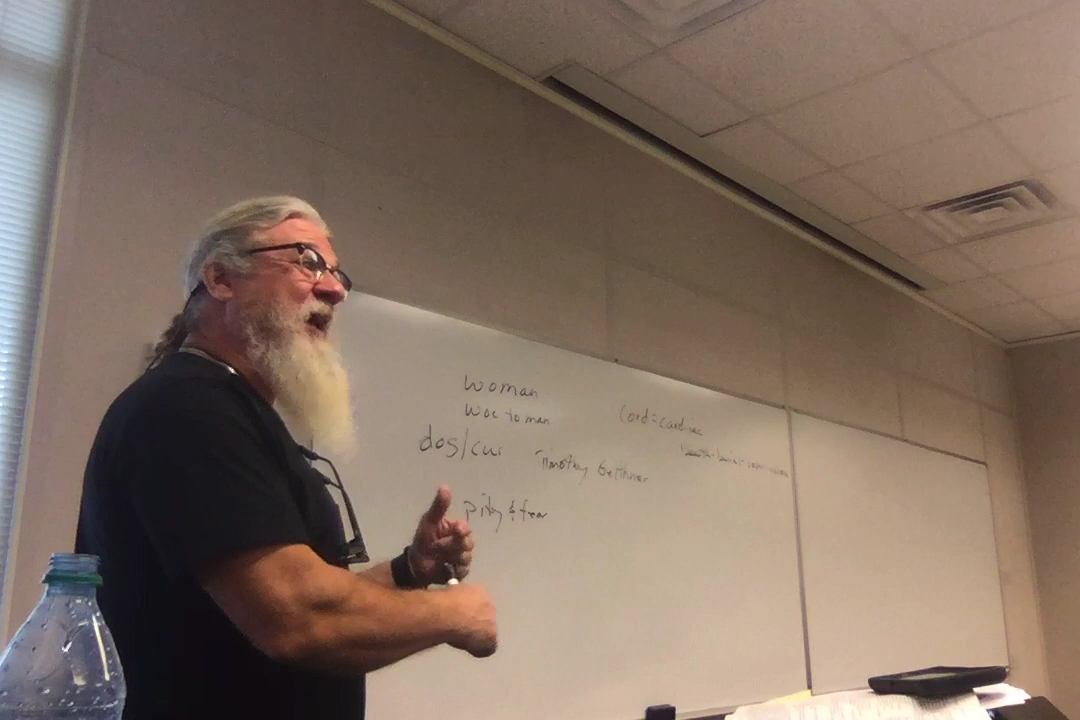 woman
woe to man
cord = cardiac
dos/cur
Timothy Geithner
pity & fear